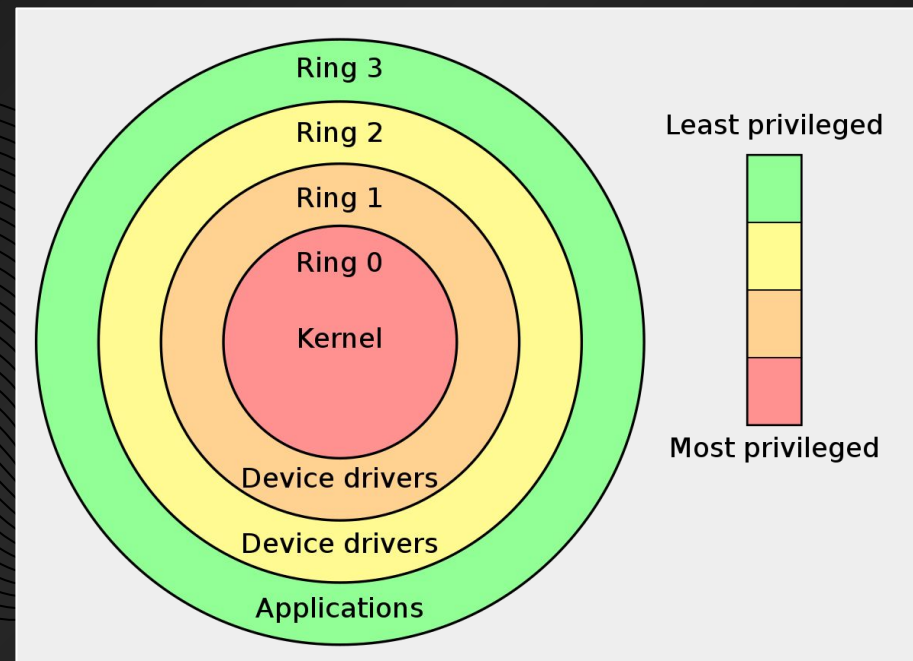 Ring 3
Ring 2
Ring 1
Ring 0
Kernel
Device drivers
Device drivers
Applications
Least privileged
Most privileged